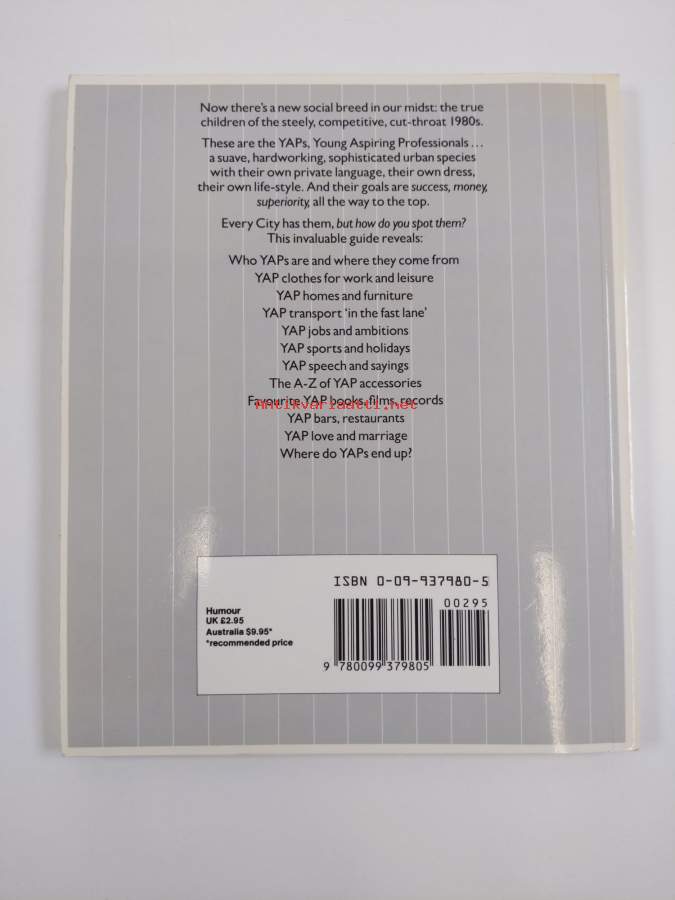 Now there's a new social breed in our midst: the true
children of the steely, competitive, cut-throat 1980s.
These are the YAPs, Young Aspiring Professionals...
a suave, hardworking, sophisticated urban species
with their own private language, their own dress,
their own life-style. And their goals are success, money,
superiority, all the way to the top.
Every City has them, but how do you spot them?
This invaluable guide reveals:
Who YAPs are and where they come from
YAP clothes for work and leisure
YAP homes and furniture
YAP transport 'in the fast lane'
YAP jobs and ambitions
YAP sports and holidays
YAP speech and sayings
The A-Z of YAP accessories
Favourite YAP books, films, records
Antikvariaatti.net
YAP bars, restaurants
YAP love and marriage
Where do YAPs end up?
ISBN 0-09-937980-5
00295
Humour
UK £2.95
Australia $9.95*
*recommended price
9 780099 379805